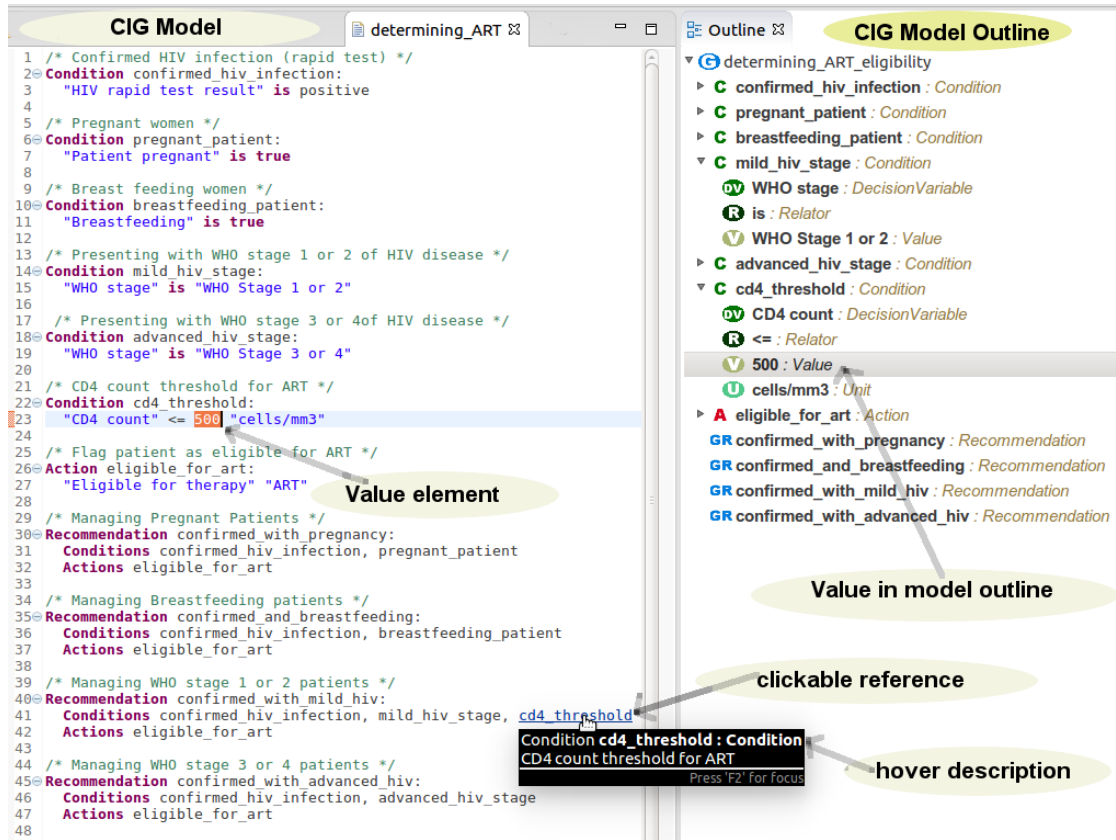 CIG Model
determining_ART
1 /* Confirmed HIV infection (rapid test) */
2 Condition confirmed_hiv_infection:
3 "HIV rapid test result" is positive
4
5 /* Pregnant women */
6 Condition pregnant_patient:
7 "Patient pregnant" is true
8
9 /* Breast feeding women */
10 Condition breastfeeding_patient:
11 "Breastfeeding" is true
12
13 /* Presenting with WHO stage 1 or 2 of HIV disease */
14 Condition mild_hiv_stage:
15 "WHO stage" is "WHO Stage 1 or 2"
16
17 /* Presenting with WHO stage 3 or 4of HIV disease */
18 Condition advanced_hiv_stage:
19 "WHO stage" is "WHO Stage 3 or 4"
20
21 /* CD4 count threshold for ART */
22 Condition cd4_threshold:
23 "CD4 count" <= 500 "cells/mm3"
24
25 /* Flag patient as eligible for ART */
26 Action eligible_for_art:
27 "Eligible for therapy" "ART"
28
29 /* Managing Pregnant Patients */
30 Recommendation confirmed_with_pregnancy:
31 Conditions confirmed_hiv_infection, pregnant_patient
32 Actions eligible_for_art
33
34 /* Managing Breastfeeding patients */
35 Recommendation confirmed_and_breastfeeding:
36 Conditions confirmed_hiv_infection, breastfeeding_patient
37 Actions eligible_for_art
38
39 /* Managing WHO stage 1 or 2 patients */
40 Recommendation confirmed_with_mild_hiv:
41 Conditions confirmed_hiv_infection, mild_hiv_stage, cd4_threshold
42 Actions eligible_for_art
43
44 /* Managing WHO stage 3 or 4 patients */
45 Recommendation confirmed_with_advanced_hiv:
46 Conditions confirmed_hiv_infection, advanced_hiv_stage
47 Actions eligible_for_art
48
Value element
Condition cd4_threshold : Condition
CD4 count threshold for ART
Press 'F2' for focus
Outline
CIG Model Outline
G determining_ART_eligibility
C confirmed_hiv_infection : Condition
C pregnant_patient : Condition
C breastfeeding_patient : Condition
C mild_hiv_stage : Condition
DV WHO stage : DecisionVariable
R is : Relator
V WHO Stage 1 or 2 : Value
C advanced_hiv_stage : Condition
C cd4_threshold : Condition
DV CD4 count : DecisionVariable
R <= : Relator
V 500 : Value
U cells/mm3 : Unit
A eligible_for_art : Action
GR confirmed_with_pregnancy : Recommendation
GR confirmed_and_breastfeeding : Recommendation
GR confirmed_with_mild_hiv : Recommendation
GR confirmed_with_advanced_hiv : Recommendation
Value in model outline
clickable reference
hover description